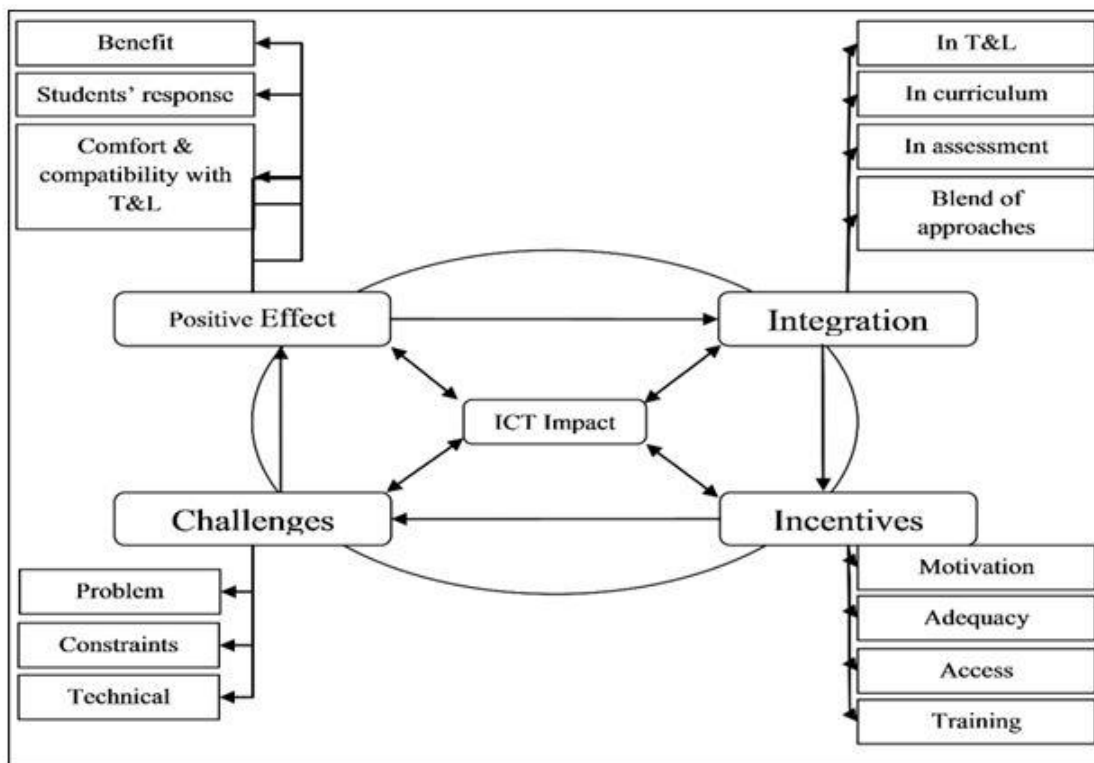 Benefit
Students' response
Comfort &
compatibility with
T&L
In T&L
In curriculum
In assessment
Blend of
approaches
Positive Effect
Integration
ICT Impact
Challenges
Incentives
Problem
Constraints
Technical
Motivation
Adequacy
Access
Training